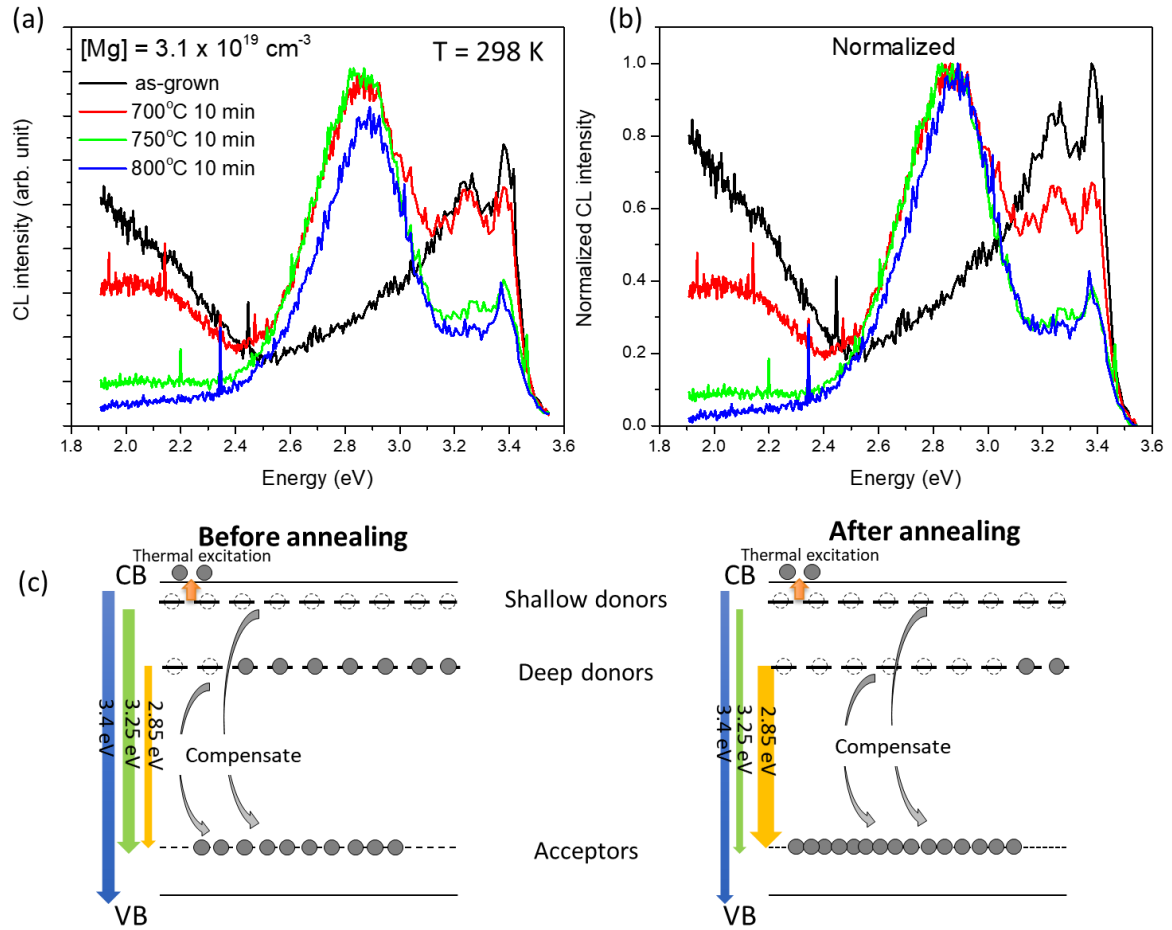 (a)
[Mg] = 3.1 x 10¹⁹ cm⁻³
T = 298 K
as-grown
700°C 10 min
750°C 10 min
800°C 10 min
CL intensity (arb. unit)
1.8 2.0 2.2 2.4 2.6 2.8 3.0 3.2 3.4 3.6
Energy (eV)
(b)
Normalized
Normalized CL intensity
1.0
0.8
0.6
0.4
0.2
0.0
1.8 2.0 2.2 2.4 2.6 2.8 3.0 3.2 3.4 3.6
Energy (eV)
(c)
Before annealing
Thermal excitation
CB
3.4 eV
3.25 eV
2.85 eV
Compensate
VB
Shallow donors
Deep donors
Acceptors
After annealing
Thermal excitation
CB
3.4 eV
3.25 eV
2.85 eV
Compensate
VB